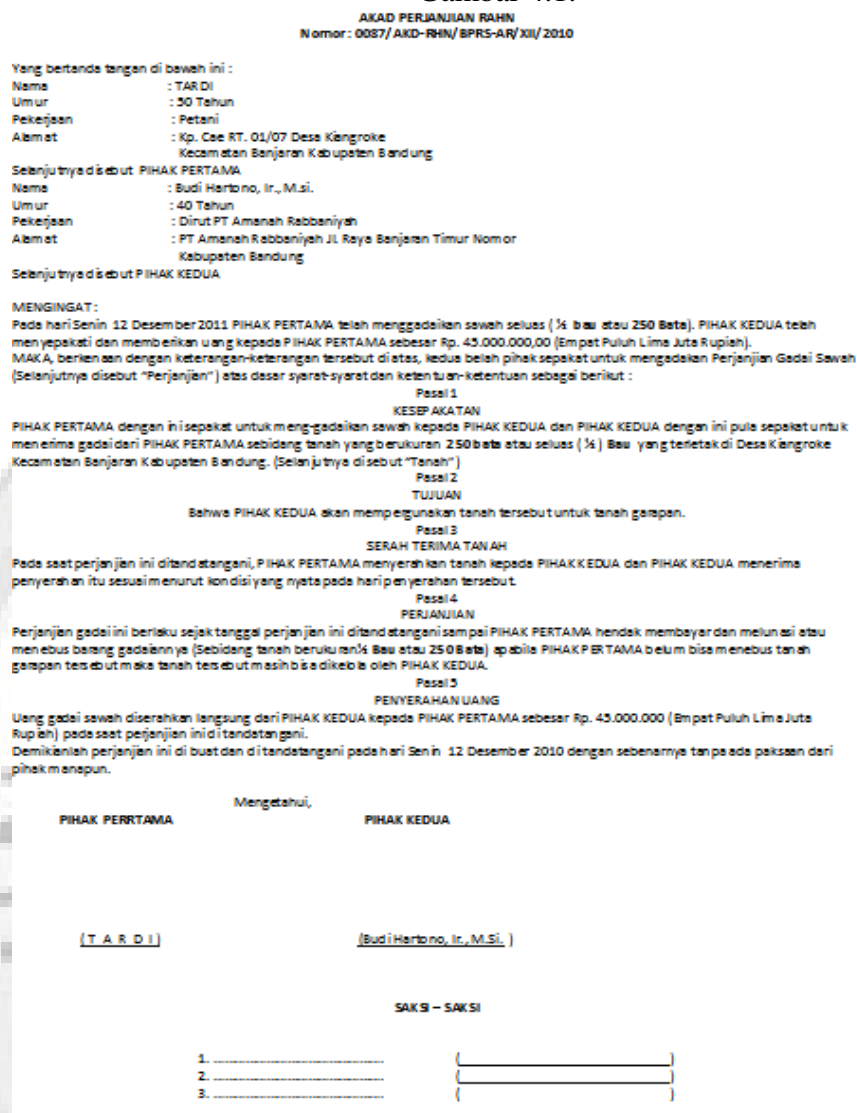 AKAD PERJANJIAN RAHN
Nomor : 0087/AKD-RHN/BPRS-AR/XII/2010
Yang bertanda tangan di bawah ini :
Nama : TARDI
Umur : 50 Tahun
Pekerjaan : Petani
Alamat : Kp. Cae RT. 01/07 Desa Kiangroke
Kecamatan Banjaran Kabupaten Bandung
Selanjutnya disebut PIHAK PERTAMA
Nama : Budi Hartono, Ir., M.si.
Umur : 40 Tahun
Pekerjaan : Dirut PT Amanah Rabbaniyah
Alamat : PT Amanah Rabbaniyah Jl. Raya Banjaran Timur Nomor
Kabupaten Bandung
Selanjutnya disebut PIHAK KEDUA
MENGINGAT :
Pada hari Senin 12 Desember 2011 PIHAK PERTAMA telah menggadaikan sawah seluas ( bau atau 250 Bata). PIHAK KEDUA telah
menyepakati dan memberikan uang kepada PIHAK PERTAMA sebesar Rp. 45.000.000,00 (Empat Puluh Lima Juta Rupiah).
MAKA, berkenaan dengan keterangan-keterangan tersebut di atas, kedua belah pihak sepakat untuk mengadakan Perjanjian Gadai Sawah
(Selanjutnya disebut "Perjanjian") atas dasar syarat-syarat dan ketentuan-ketentuan sebagai berikut :
Pasal 1
KESEPAKATAN
PIHAK PERTAMA dengan ini sepakat untuk meng-gadaikan sawah kepada PIHAK KEDUA dan PIHAK KEDUA dengan ini pula sepakat untuk
menerima gadai dari PIHAK PERTAMA sebidang tanah yang berukuran 250 bata atau seluas ( ) Bau yang terletak di Desa Kiangroke
Kecamatan Banjaran Kabupaten Bandung. (Selanjutnya disebut "Tanah")
Pasal 2
TUJUAN
Bahwa PIHAK KEDUA akan mempergunakan tanah tersebut untuk tanah garapan.
Pasal 3
SERAH TERIMA TANAH
Pada saat perjanjian ini ditandatangani, PIHAK PERTAMA menyerahkan tanah kepada PIHAK KEDUA dan PIHAK KEDUA menerima
penyerahan itu sesuai menurut kondisi yang nyata pada hari penyerahan tersebut.
Pasal 4
PERJANJIAN
Perjanjian gadai ini berlaku sejak tanggal perjanjian ini ditandatangani sampai PIHAK PERTAMA hendak membayar dan melunasi atau
menebus barang gadaiannya (Sebidang tanah berukuran Bau atau 250 Bata) apabila PIHAK PERTAMA belum bisa menebus tanah
garapan tersebut maka tanah tersebut masih bisa dikelola oleh PIHAK KEDUA.
Pasal 5
PENYERAHAN UANG
Uang gadai sawah diserahkan langsung dari PIHAK KEDUA kepada PIHAK PERTAMA sebesar Rp. 45.000.000 (Empat Puluh Lima Juta
Rupiah) pada saat perjanjian ini di tandatangani.
Demikianlah perjanjian ini di buat dan di tandatangani pada hari Senin 12 Desember 2010 dengan sebenarnya tanpa ada paksaan dari
pihak manapun.
Mengetahui,
PIHAK PERRTAMA PIHAK KEDUA
( T A R D I ) (Budi Hartono, Ir., M.Si. )
SAKSI – SAKSI
1. ........................................ (____________________)
2. ........................................ (____________________)
3. ........................................ ( )